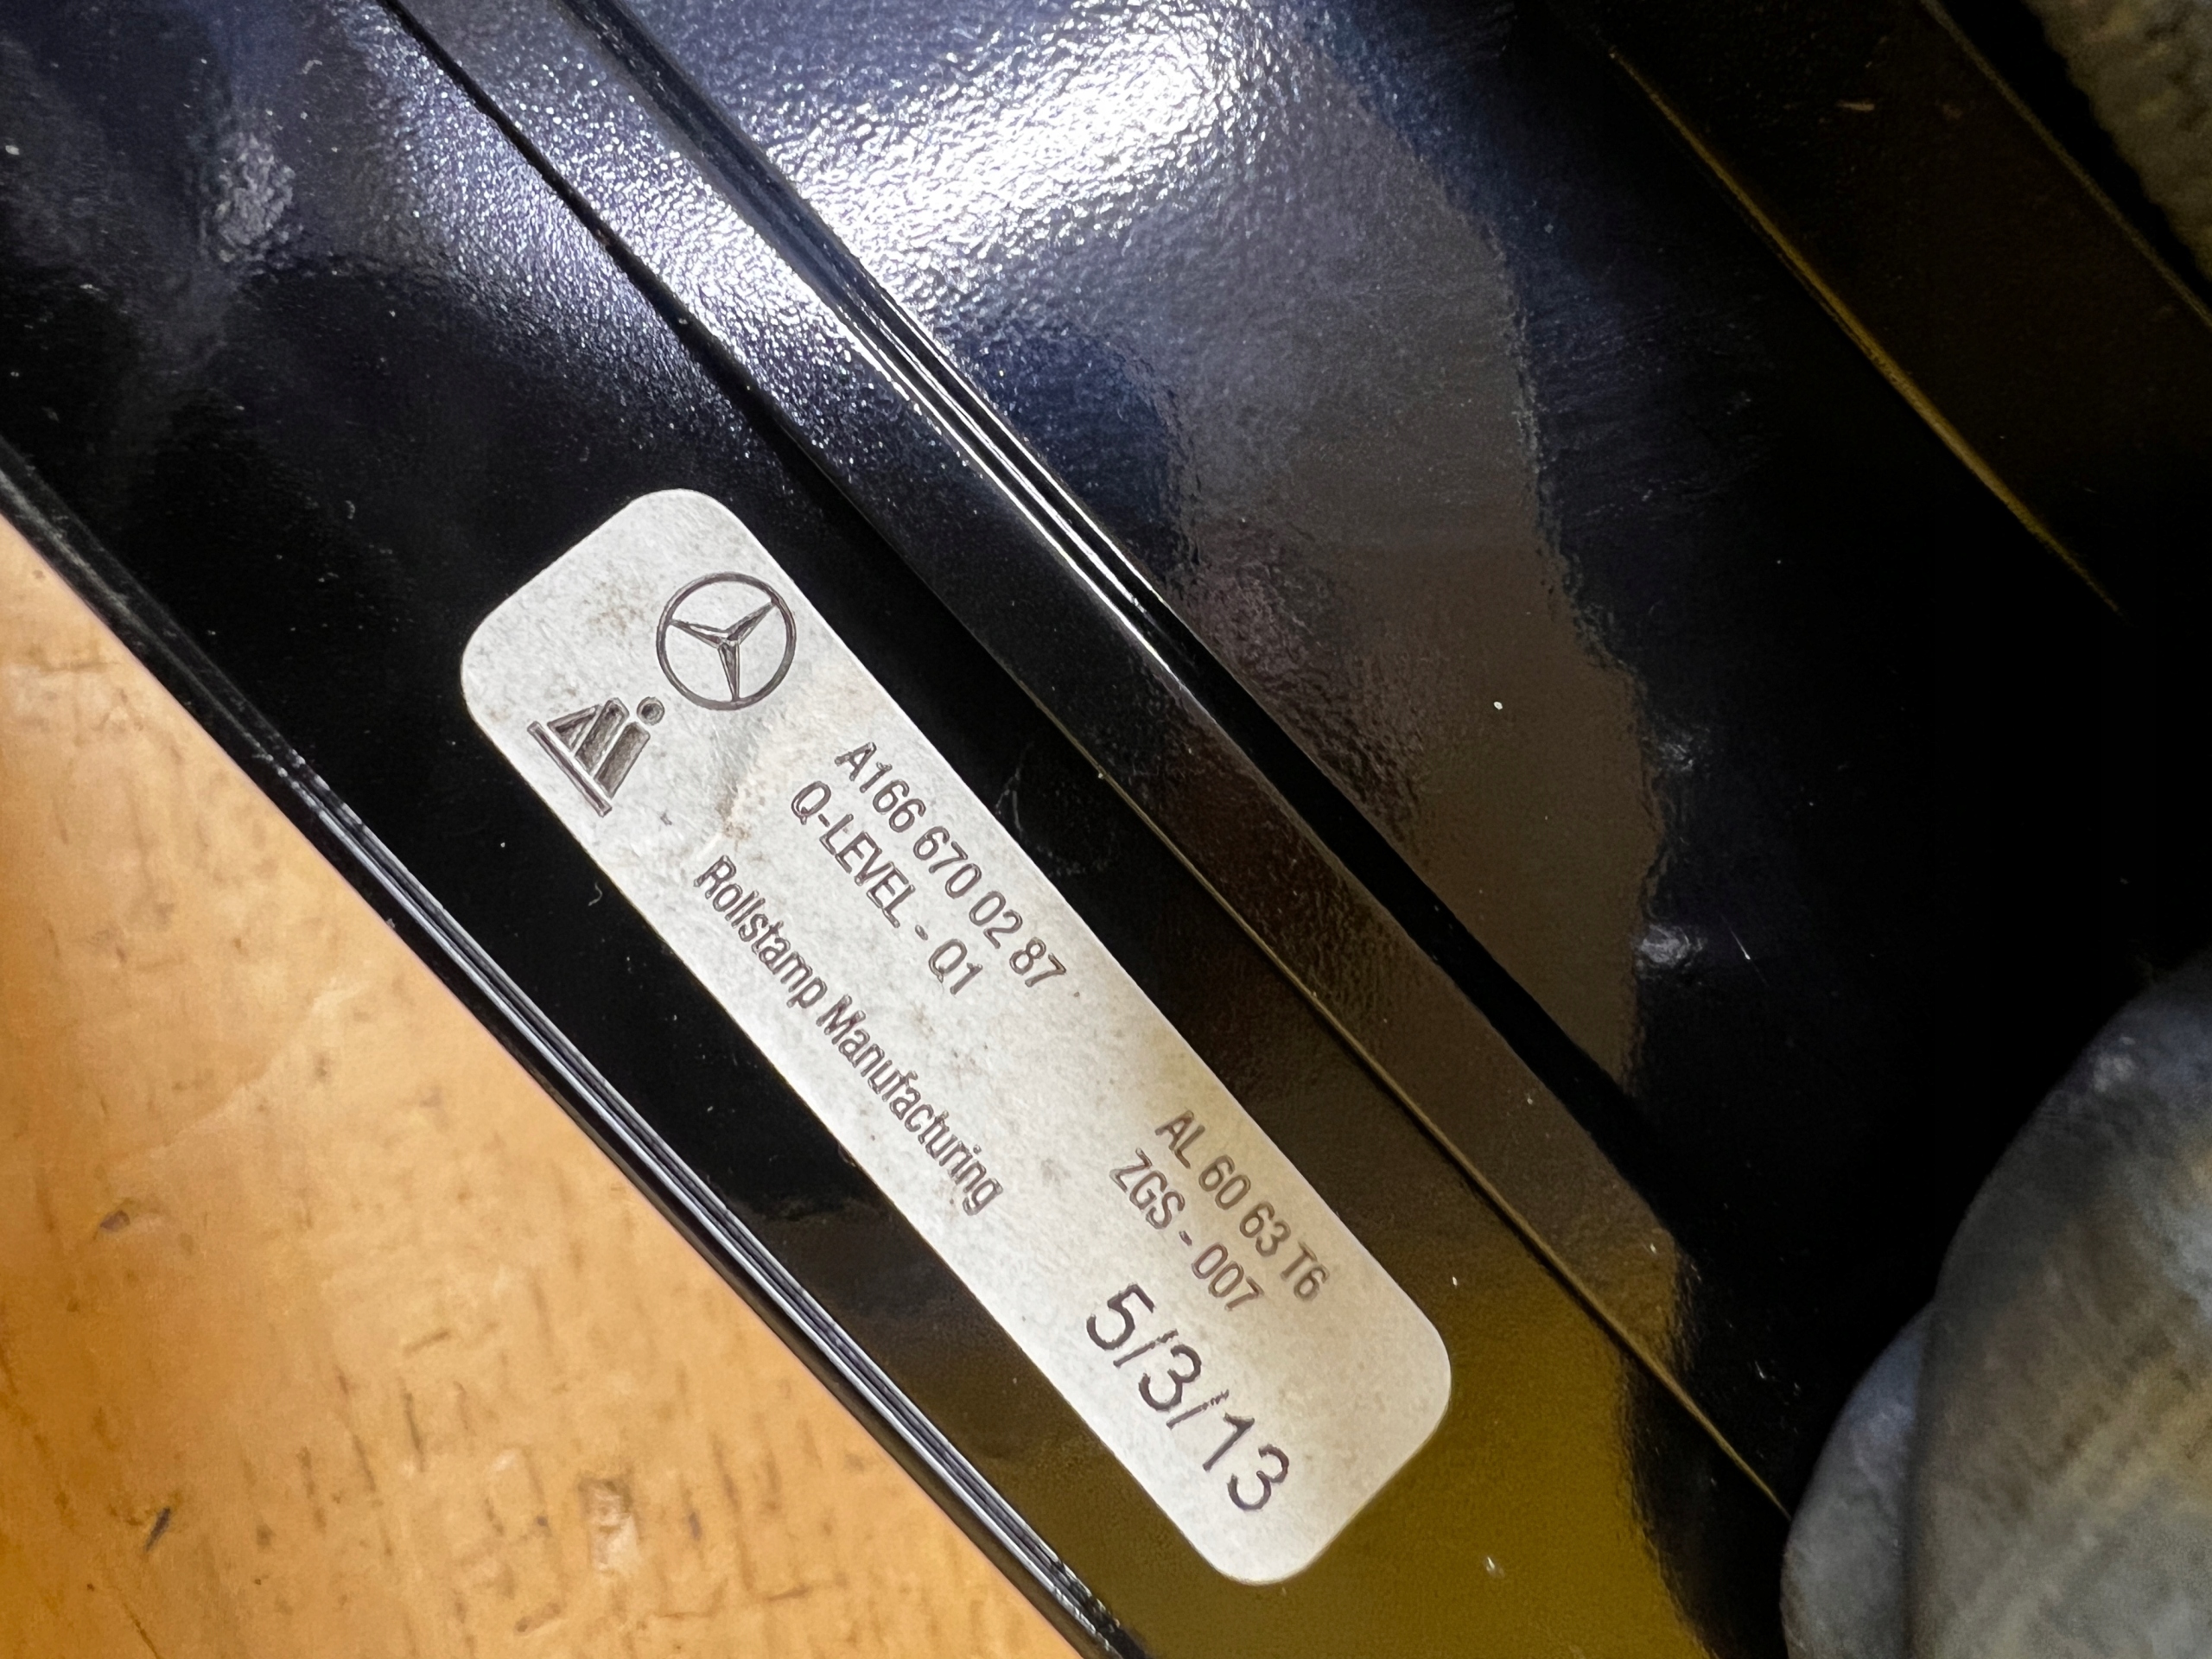 A166 670 02 87
Q-LEVEL - Q1
Rollstamp Manufacturing
AL 60 63 T6
ZGS - 007
5/3/13